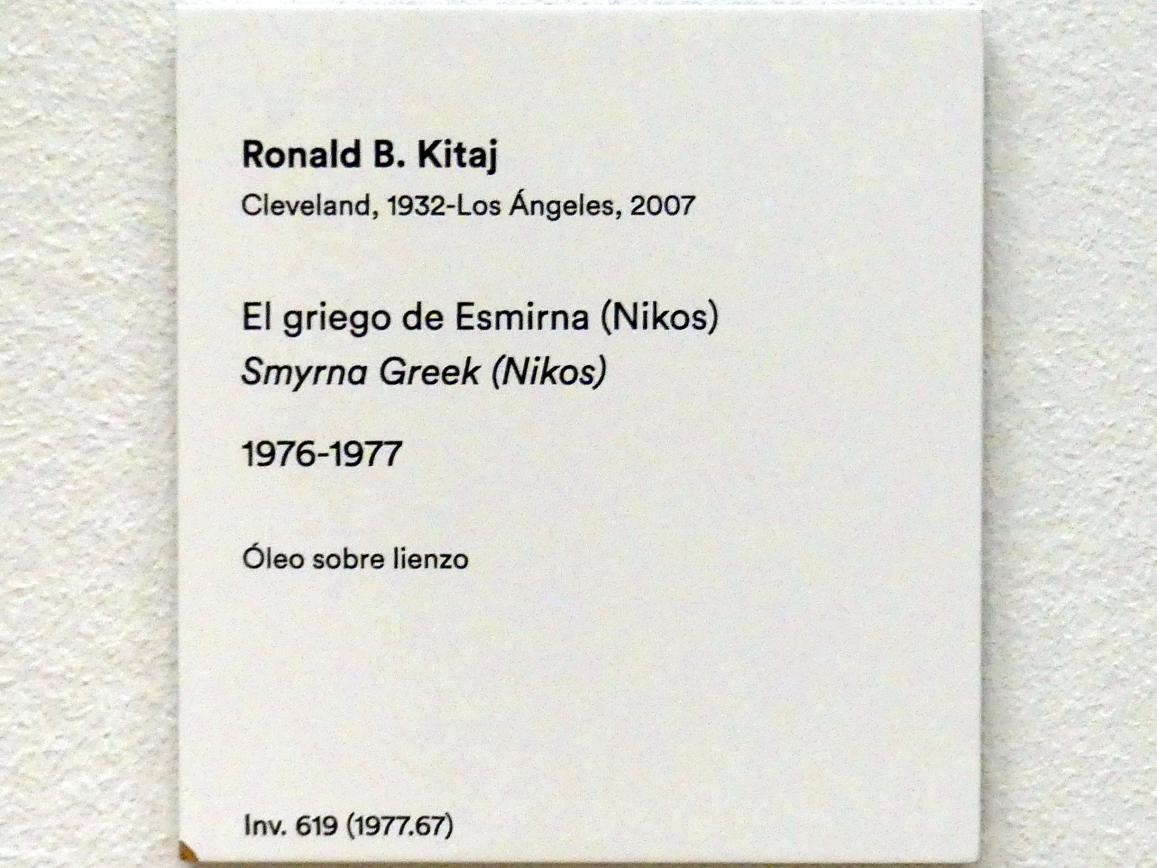 Ronald B. Kitaj
Cleveland, 1932-Los Ángeles, 2007
El griego de Esmirna (Nikos)
Smyrna Greek (Nikos)
1976-1977
Óleo sobre lienzo
Inv. 619 (1977.67)